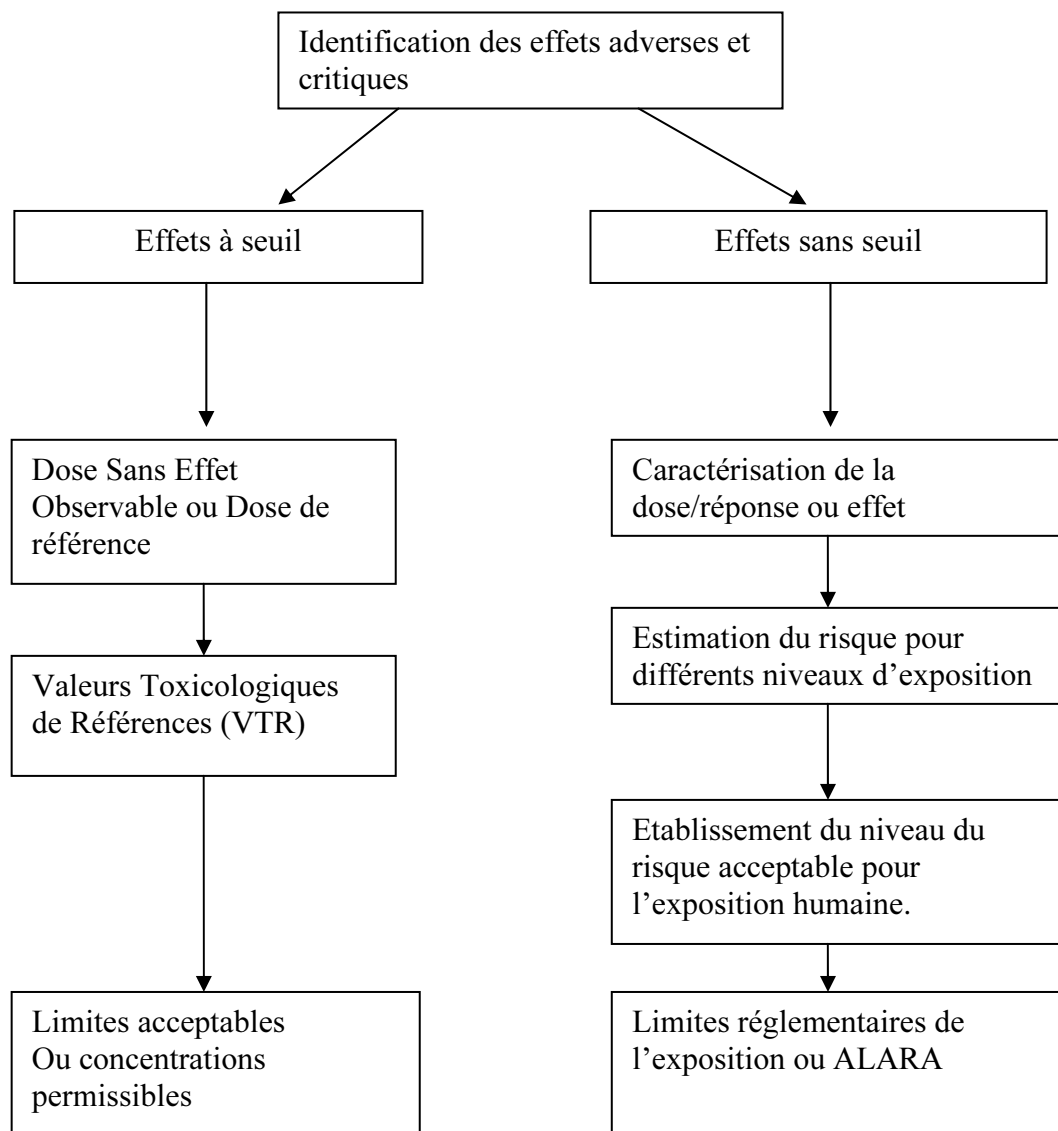 Identification des effets adverses et
critiques
Effets à seuil
Effets sans seuil
Dose Sans Effet
Observable ou Dose de
référence
Caractérisation de la
dose/réponse ou effet
Estimation du risque pour
différents niveaux d’exposition
Valeurs Toxicologiques
de Références (VTR)
Etablissement du niveau du
risque acceptable pour
l’exposition humaine.
Limites acceptables
Ou concentrations
permissibles
Limites réglementaires de
l’exposition ou ALARA